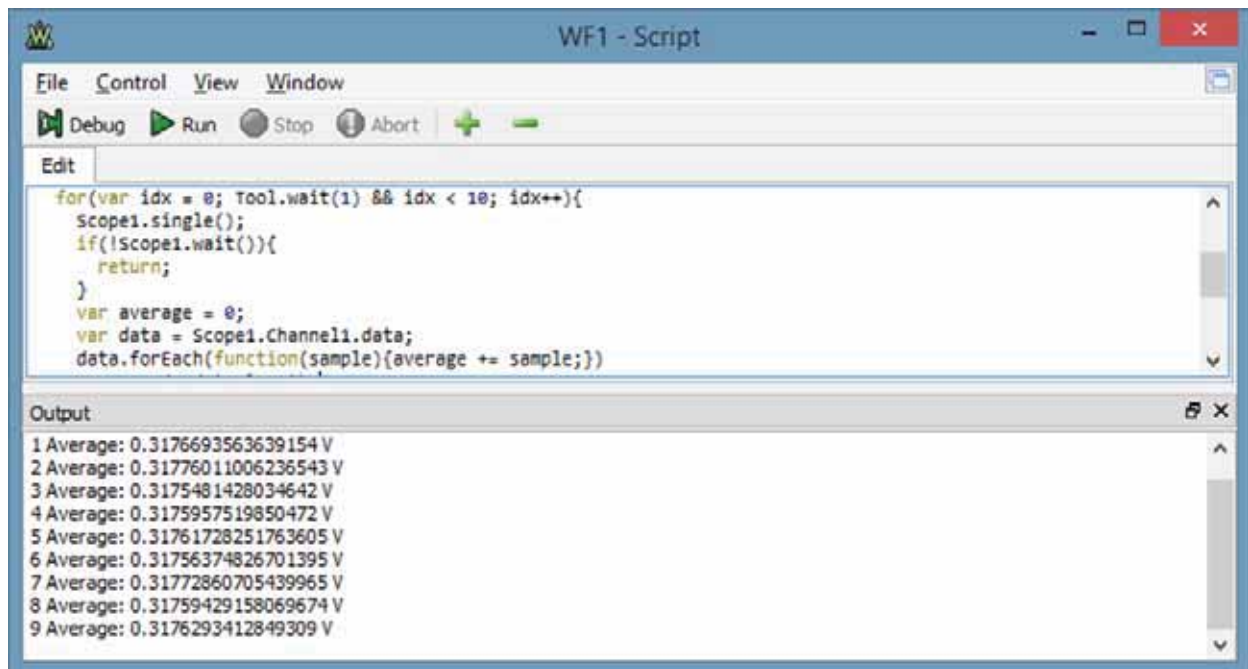 WF1 - Script
File Control View Window
Debug Run Stop Abort
Edit
for(var idx = 0; Tool.wait(1) && idx < 10; idx++){
Scope1.single();
if(!Scope1.wait()){
return;
}
var average = 0;
var data = Scope1.Channel1.data;
data.forEach(function(sample){average += sample;})
Output
1 Average: 0.3176693563639154 V
2 Average: 0.31776011006236543 V
3 Average: 0.3175481428034642 V
4 Average: 0.3175957519850472 V
5 Average: 0.31761728251763605 V
6 Average: 0.31756374826701395 V
7 Average: 0.31772860705439965 V
8 Average: 0.31759429158069674 V
9 Average: 0.3176293412849309 V